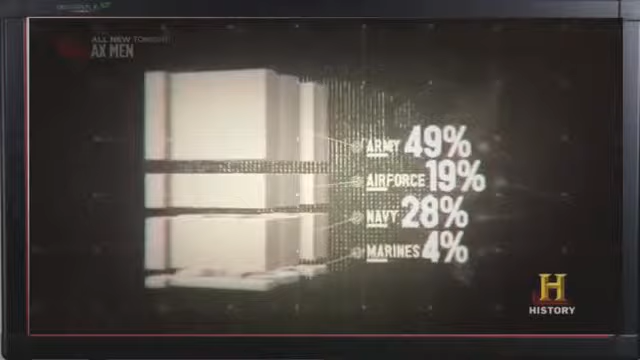 ALL NEW TONIGHT
AX MEN
ARMY 49%
AIRFORCE 19%
NAVY 28%
MARINES 4%
H
HISTORY